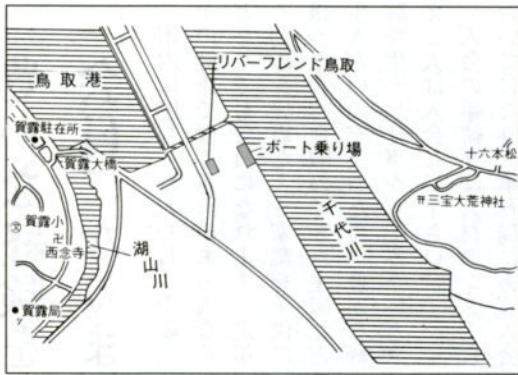 リバーフレンド鳥取
鳥取港
賀露駐在所
賀露大橋
ボート乗り場
十六本松
三宝大荒神社
賀露小
西念寺
湖山川
千代川
賀露局